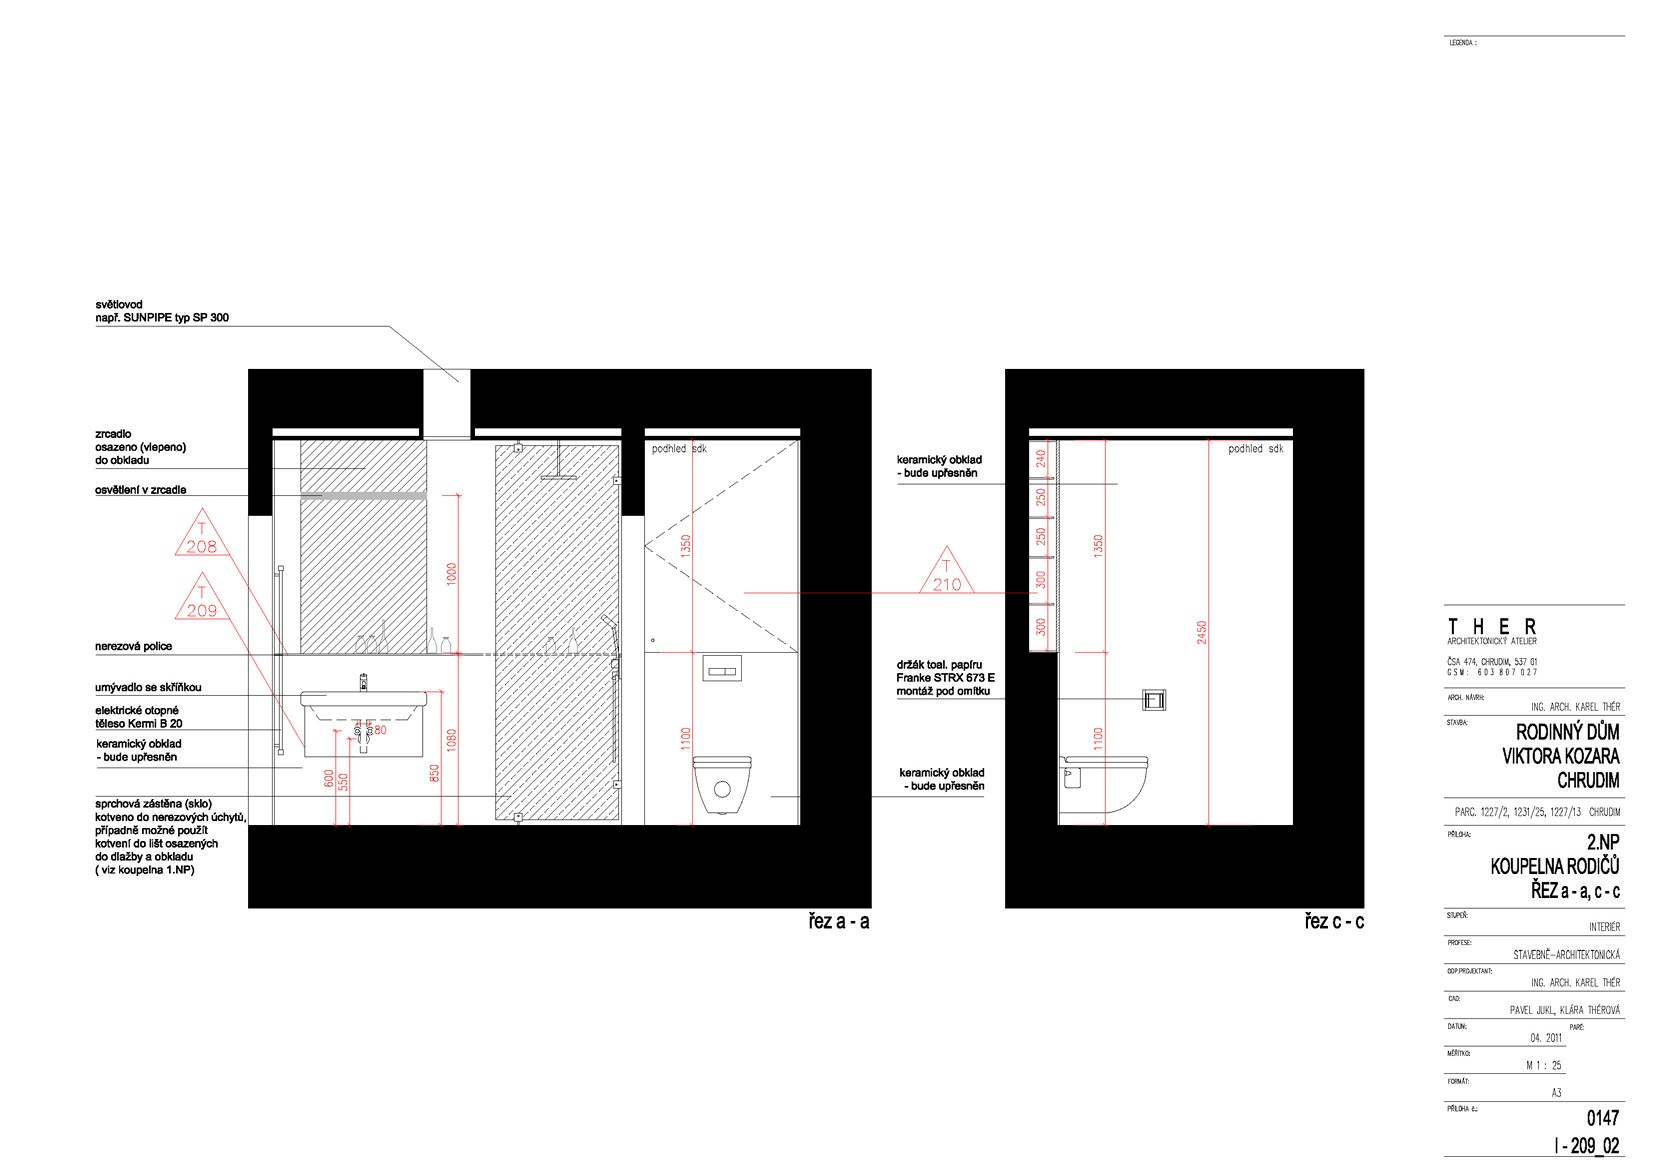 LEGENDA :
světlovod
např. SUNPIPE typ SP 300
zrcadlo
osazeno (vlepeno)
do obkladu
osvětlení v zrcadle
T
208
T
209
nerezová police
umývadlo se skříňkou
elektrické otopné
těleso Kermi B 20
keramický obklad
- bude upřesněn
sprchová zástěna (sklo)
kotveno do nerezových úchytů,
případně možné použít
kotvení do lišt osazených
do dlažby a obkladu
( viz koupelna 1.NP)
1000
80
600
550
850
1080
podhled sdk
1350
1100
řez a - a
T
210
keramický obklad
- bude upřesněn
držák toal. papíru
Franke STRX 673 E
montáž pod omítku
keramický obklad
- bude upřesněn
240
250
250
300
300
1350
1100
2450
podhled sdk
řez c - c
THER
ARCHITEKTONICKÝ ATELIER
ČSA 474, CHRUDIM, 537 01
GSM: 603 807 027
ARCH. NÁVRH:
ING. ARCH. KAREL THÉR
STAVBA:
RODINNÝ DŮM
VIKTORA KOZARA
CHRUDIM
PARC. 1227/2, 1231/25, 1227/13 CHRUDIM
PŘÍLOHA:
2.NP
KOUPELNA RODIČŮ
ŘEZ a - a, c - c
STUPEŇ:
INTERIÉR
PROFESE:
STAVEBNĚ-ARCHITEKTONICKÁ
ODP.PROJEKTANT:
ING. ARCH. KAREL THÉR
CAD:
PAVEL JUKL, KLÁRA THÉROVÁ
DATUM: PARÉ:
04. 2011
MĚŘÍTKO:
M 1 : 25
FORMÁT:
A3
PŘÍLOHA č.:
0147
I - 209_02